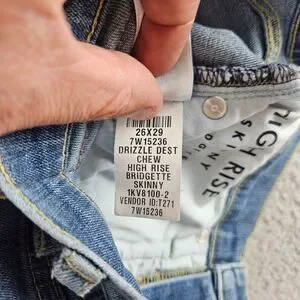 26X29
7W15236
DRIZZLE DEST
CHEW
HIGH RISE
BRIDGETTE
SKINNY
1KV8100-2
VENDOR ID:T271
7W15236
HIGH RISE
SKINNY